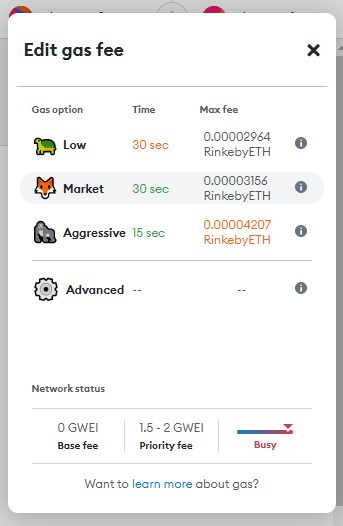 Edit gas fee
Gas option Time Max fee
Low 30 sec 0.00002964 RinkebyETH
Market 30 sec 0.00003156 RinkebyETH
Aggressive 15 sec 0.00004207 RinkebyETH
Advanced -- --
Network status
0 GWEI 1.5 - 2 GWEI
Base fee Priority fee Busy
Want to learn more about gas?